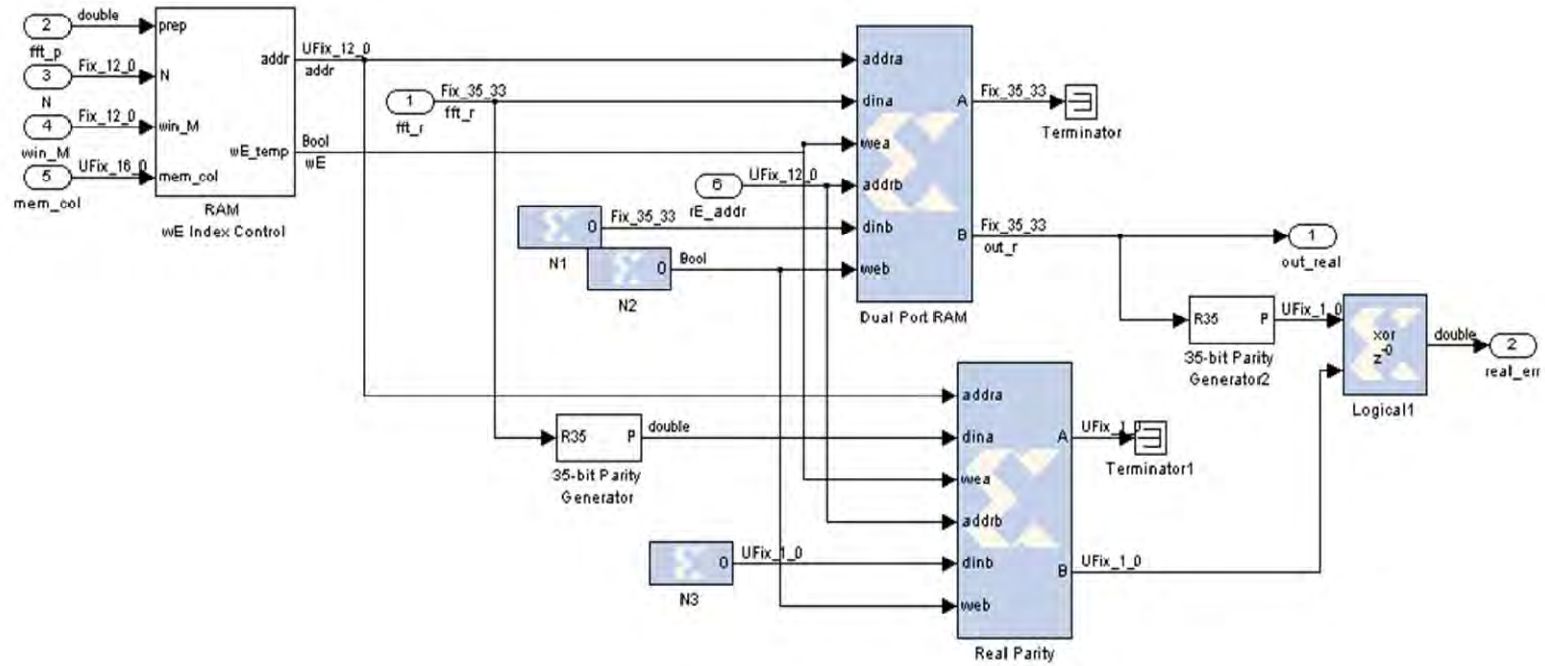 2
double
fft_p
3
Fix_12_0
N
4
Fix_12_0
win_M
5
UFix_16_0
mem_col
prep
N
win_M
mem_col
addr
wE_temp
RAM
wE Index Control
UFix_12_0
addr
Bool
wE
1
Fix_35_33
fft_r
fft_r
6
UFix_12_0
rE_addr
0
Fix_35_33
N1
0
Bool
N2
addra
dina
wea
addrb
dinb
web
A
B
Dual Port RAM
Fix_35_33
Terminator
Fix_35_33
out_r
1
out_real
R35 P
35-bit Parity
Generator2
UFix_1_0
xor
z-0
Logical1
double
2
real_err
R35 P
35-bit Parity
Generator
double
0
UFix_1_0
N3
addra
dina
wea
addrb
dinb
web
A
B
Real Parity
UFix_1_0
Terminator1
UFix_1_0